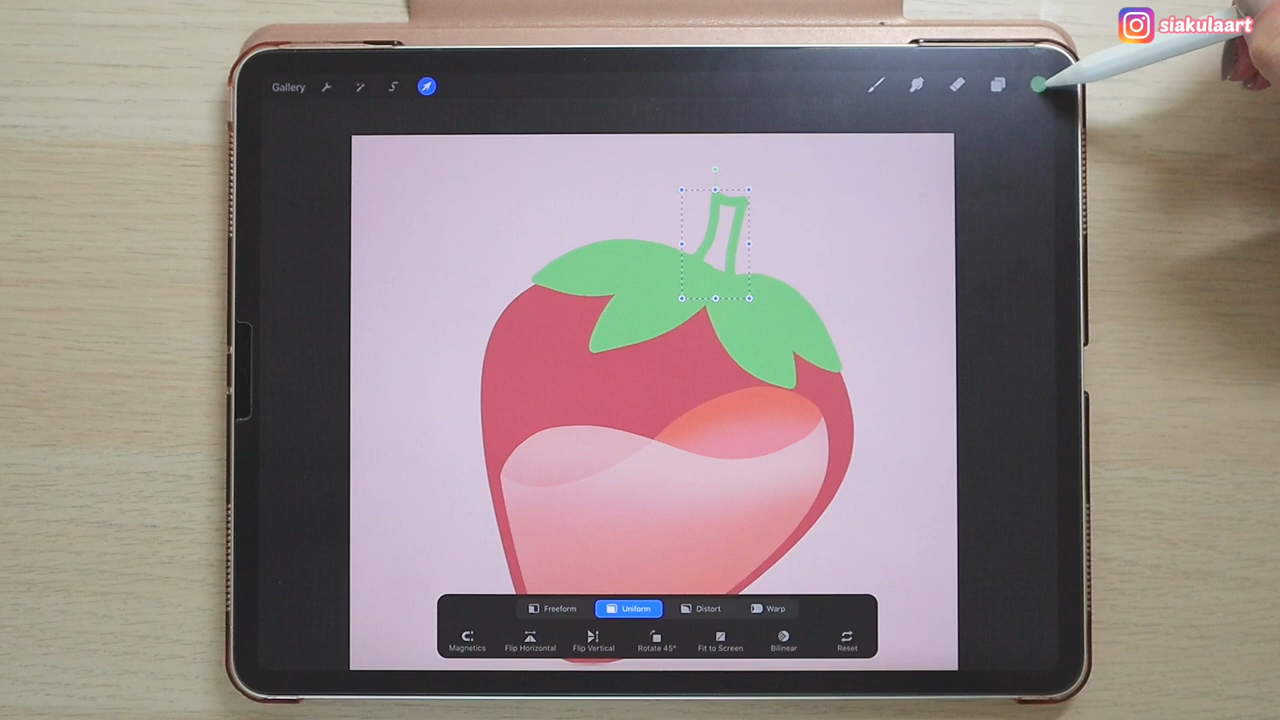 siakulaart
Gallery
Freeform
Uniform
Distort
Warp
Magnetics
Flip Horizontal
Flip Vertical
Rotate 45°
Fit to Screen
Bilinear
Reset